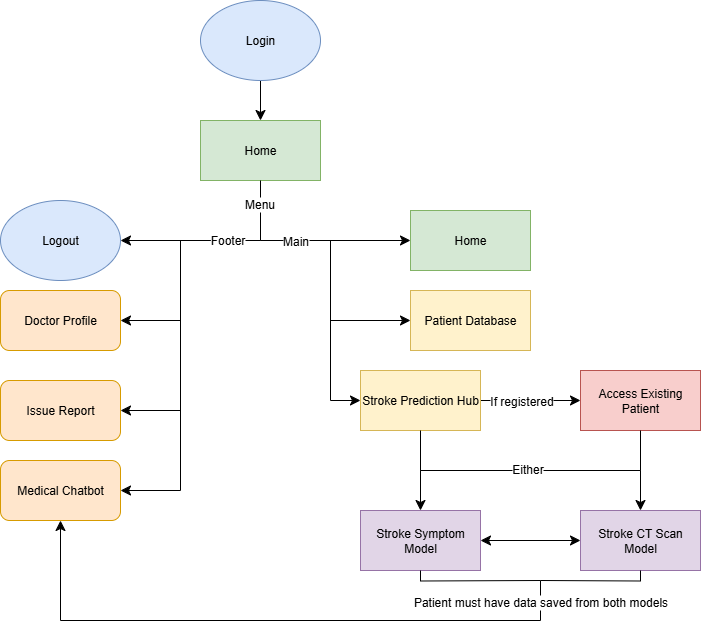 Login
Home
Menu
Logout
Footer
Main
Home
Doctor Profile
Patient Database
Issue Report
Stroke Prediction Hub
If registered
Access Existing
Patient
Medical Chatbot
Either
Stroke Symptom
Model
Stroke CT Scan
Model
Patient must have data saved from both models